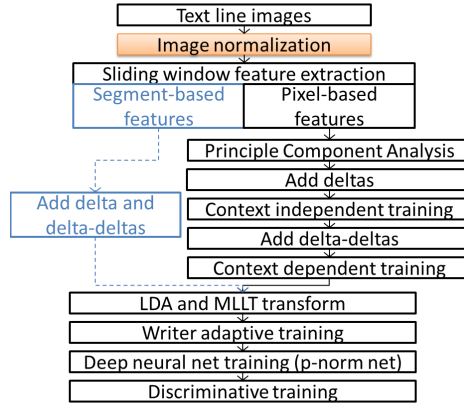 Text line images
Image normalization
Sliding window feature extraction
Segment-based
features
Pixel-based
features
Principle Component Analysis
Add deltas
Add delta and
delta-deltas
Context independent training
Add delta-deltas
Context dependent training
LDA and MLLT transform
Writer adaptive training
Deep neural net training (p-norm net)
Discriminative training